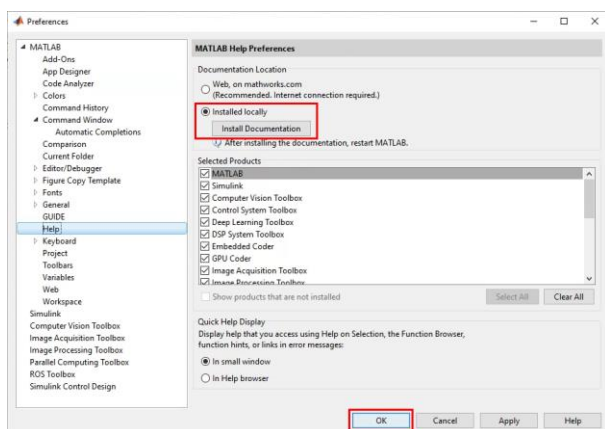 Preferences
MATLAB
Add-Ons
App Designer
Code Analyzer
Colors
Command History
Command Window
Automatic Completions
Comparison
Current Folder
Editor/Debugger
Figure Copy Template
Fonts
General
GUIDE
Help
Keyboard
Project
Toolbars
Variables
Web
Workspace
Simulink
Computer Vision Toolbox
Image Acquisition Toolbox
Image Processing Toolbox
Parallel Computing Toolbox
ROS Toolbox
Simulink Control Design
MATLAB Help Preferences
Documentation Location
Web, on mathworks.com
(Recommended. Internet connection required.)
Installed locally
Install Documentation
After installing the documentation, restart MATLAB.
Selected Products
MATLAB
Simulink
Computer Vision Toolbox
Control System Toolbox
Deep Learning Toolbox
DSP System Toolbox
Embedded Coder
GPU Coder
Image Acquisition Toolbox
Image Processing Toolbox
Show products that are not installed
Select All
Clear All
Quick Help Display
Display help that you access using Help on Selection, the Function Browser,
function hints, or links in error messages:
In small window
In Help browser
OK
Cancel
Apply
Help